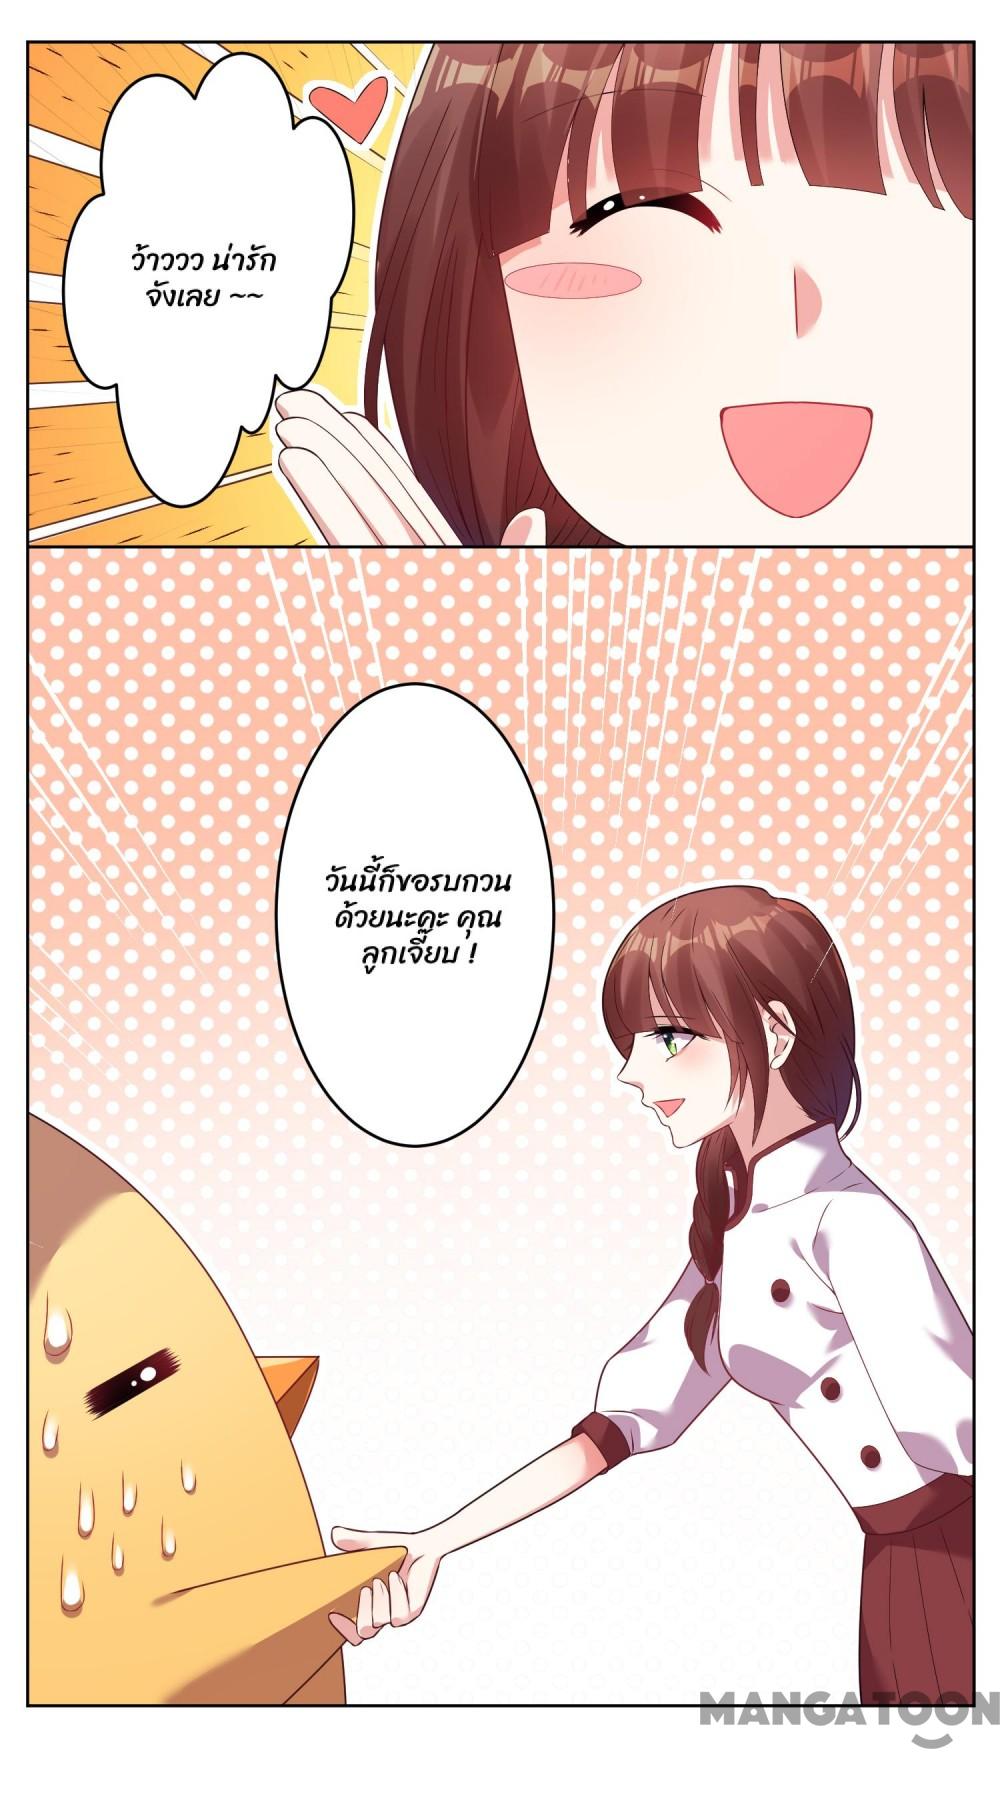 ว้าววว น่ารัก
จังเลย ~~
วันนี้ก็ขอรบกวน
ด้วยนะคะ คุณ
ลูกเจี๊ยบ !
MANGATOON